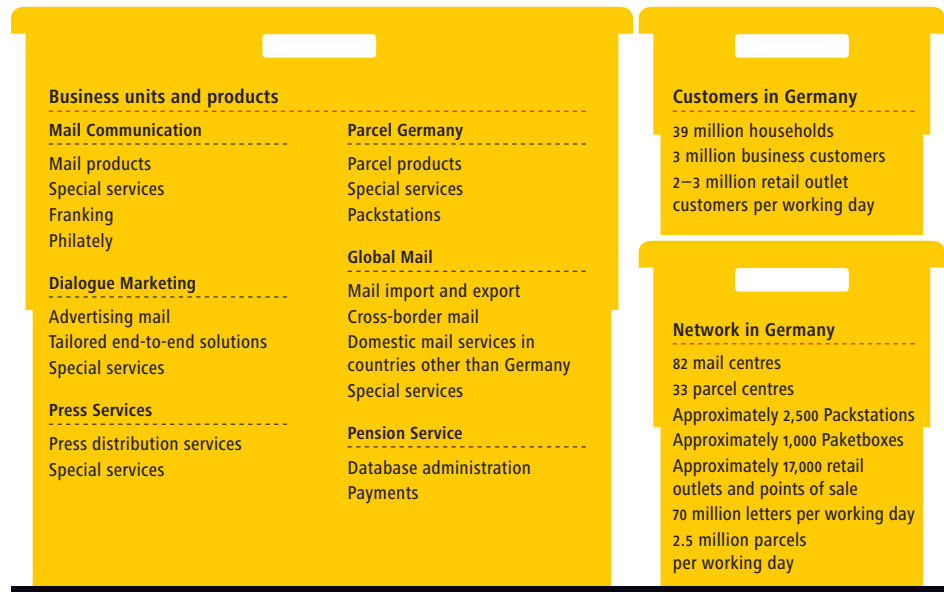 Business units and products
Mail Communication
Mail products
Special services
Franking
Philately
Dialogue Marketing
Advertising mail
Tailored end-to-end solutions
Special services
Press Services
Press distribution services
Special services
Parcel Germany
Parcel products
Special services
Packstations
Global Mail
Mail import and export
Cross-border mail
Domestic mail services in
countries other than Germany
Special services
Pension Service
Database administration
Payments
Customers in Germany
39 million households
3 million business customers
2–3 million retail outlet
customers per working day
Network in Germany
82 mail centres
33 parcel centres
Approximately 2,500 Packstations
Approximately 1,000 Paketboxes
Approximately 17,000 retail
outlets and points of sale
70 million letters per working day
2.5 million parcels
per working day